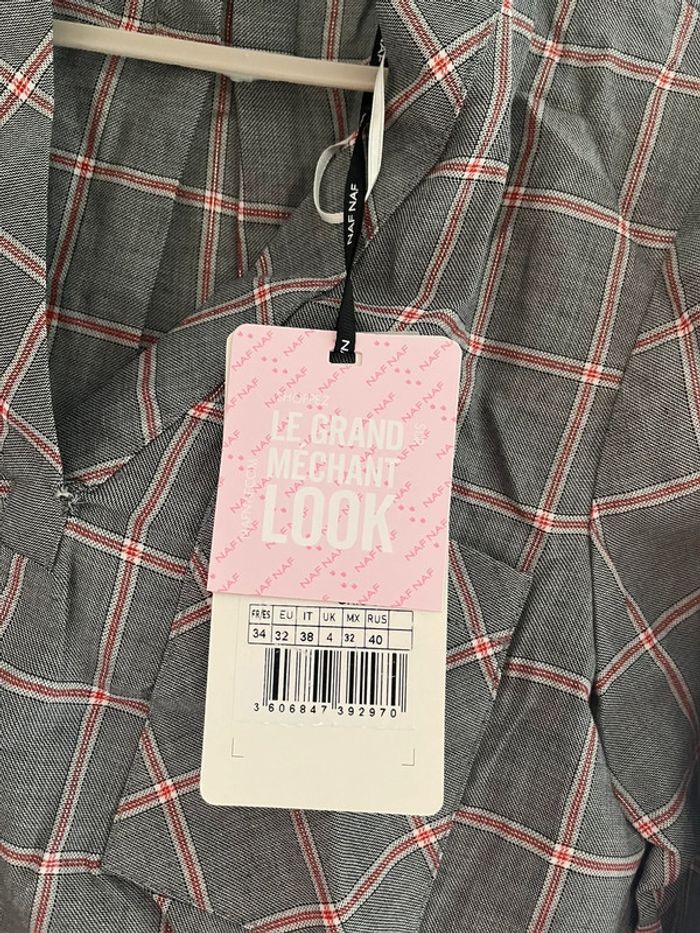 NAF NAF
SHOPPEZ
LE GRAND
MÉCHANT
LOOK
FR/ES EU IT UK MX RUS
34 32 38 4 32 40
3 606847 392970